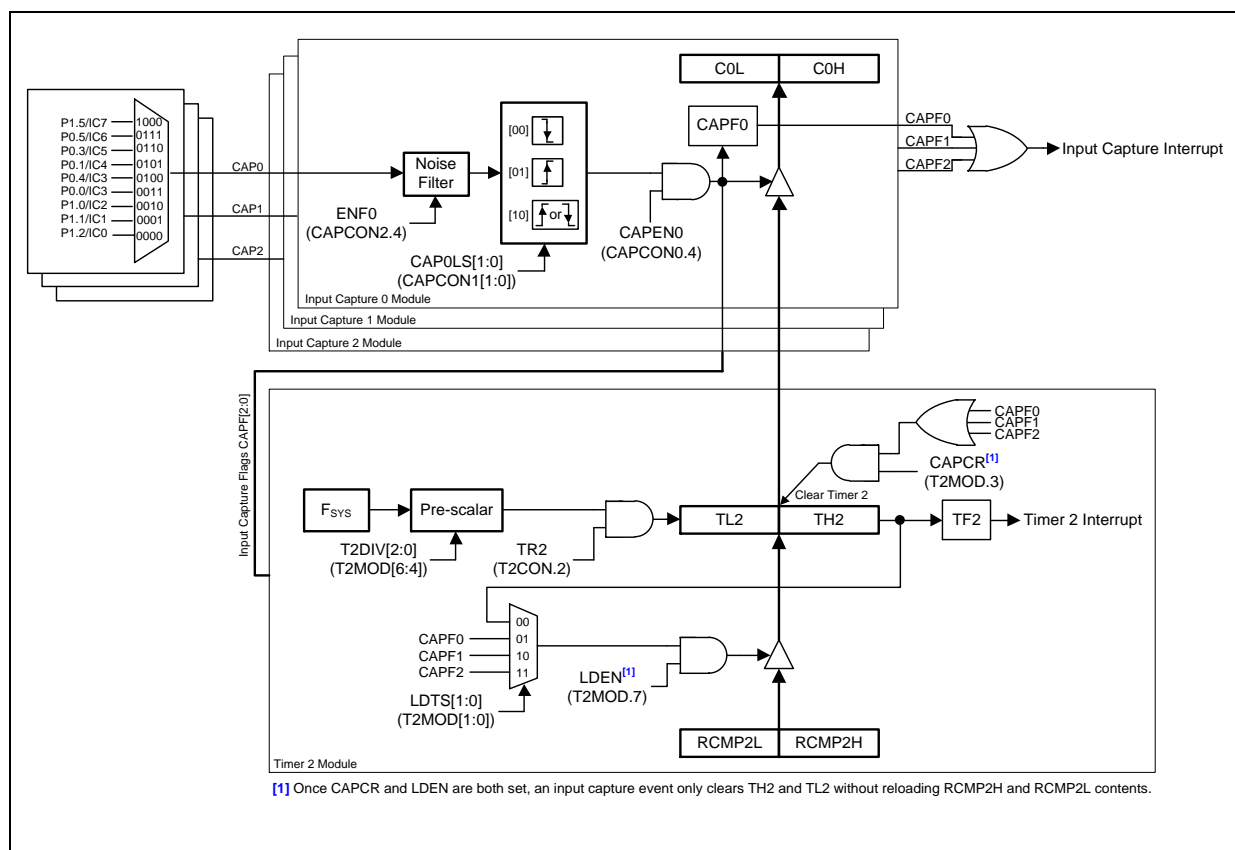 C0L
C0H
P1.5/IC7
1000
P0.5/IC6
0111
P0.3/IC5
0110
P0.1/IC4
0101
P0.4/IC3
0100
P0.0/IC3
0011
P1.0/IC2
0010
P1.1/IC1
0001
P1.2/IC0
0000
CAP0
CAP1
CAP2
Noise
Filter
ENF0
(CAPCON2.4)
[00]
[01]
[10]
or
CAP0LS[1:0]
(CAPCON1[1:0])
CAPEN0
(CAPCON0.4)
CAPF0
CAPF0
CAPF1
CAPF2
Input Capture Interrupt
Input Capture 0 Module
Input Capture 1 Module
Input Capture 2 Module
Input Capture Flags CAPF[2:0]
CAPF0
CAPF1
CAPF2
CAPCR[1]
(T2MOD.3)
Clear Timer 2
FSYS
Pre-scalar
T2DIV[2:0]
(T2MOD[6:4])
TR2
(T2CON.2)
TL2
TH2
TF2
Timer 2 Interrupt
00
CAPF0
01
CAPF1
10
CAPF2
11
LDTS[1:0]
(T2MOD[1:0])
LDEN[1]
(T2MOD.7)
RCMP2L
RCMP2H
Timer 2 Module
[1] Once CAPCR and LDEN are both set, an input capture event only clears TH2 and TL2 without reloading RCMP2H and RCMP2L contents.